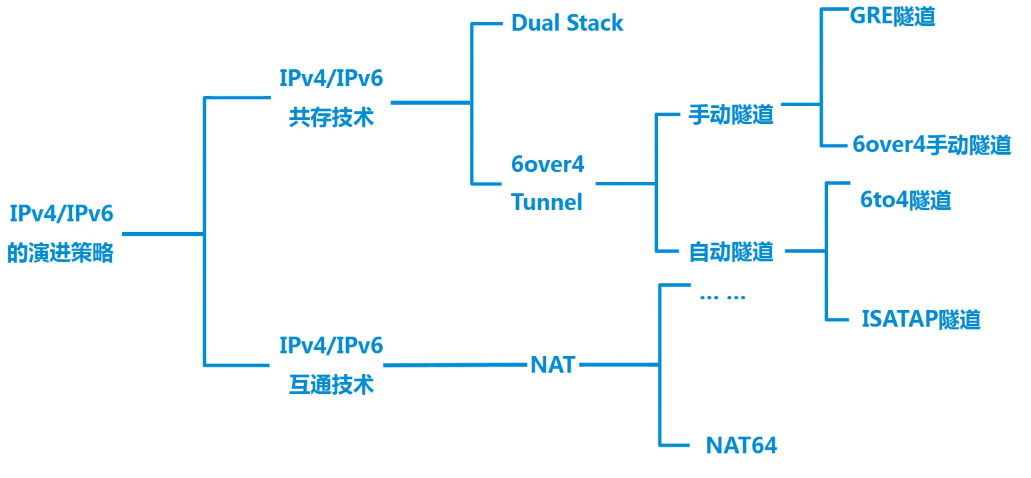 IPv4/IPv6
的演进策略
IPv4/IPv6
共存技术
Dual Stack
6over4
Tunnel
手动隧道
GRE隧道
6over4手动隧道
自动隧道
6to4隧道
ISATAP隧道
IPv4/IPv6
互通技术
NAT
... ...
NAT64